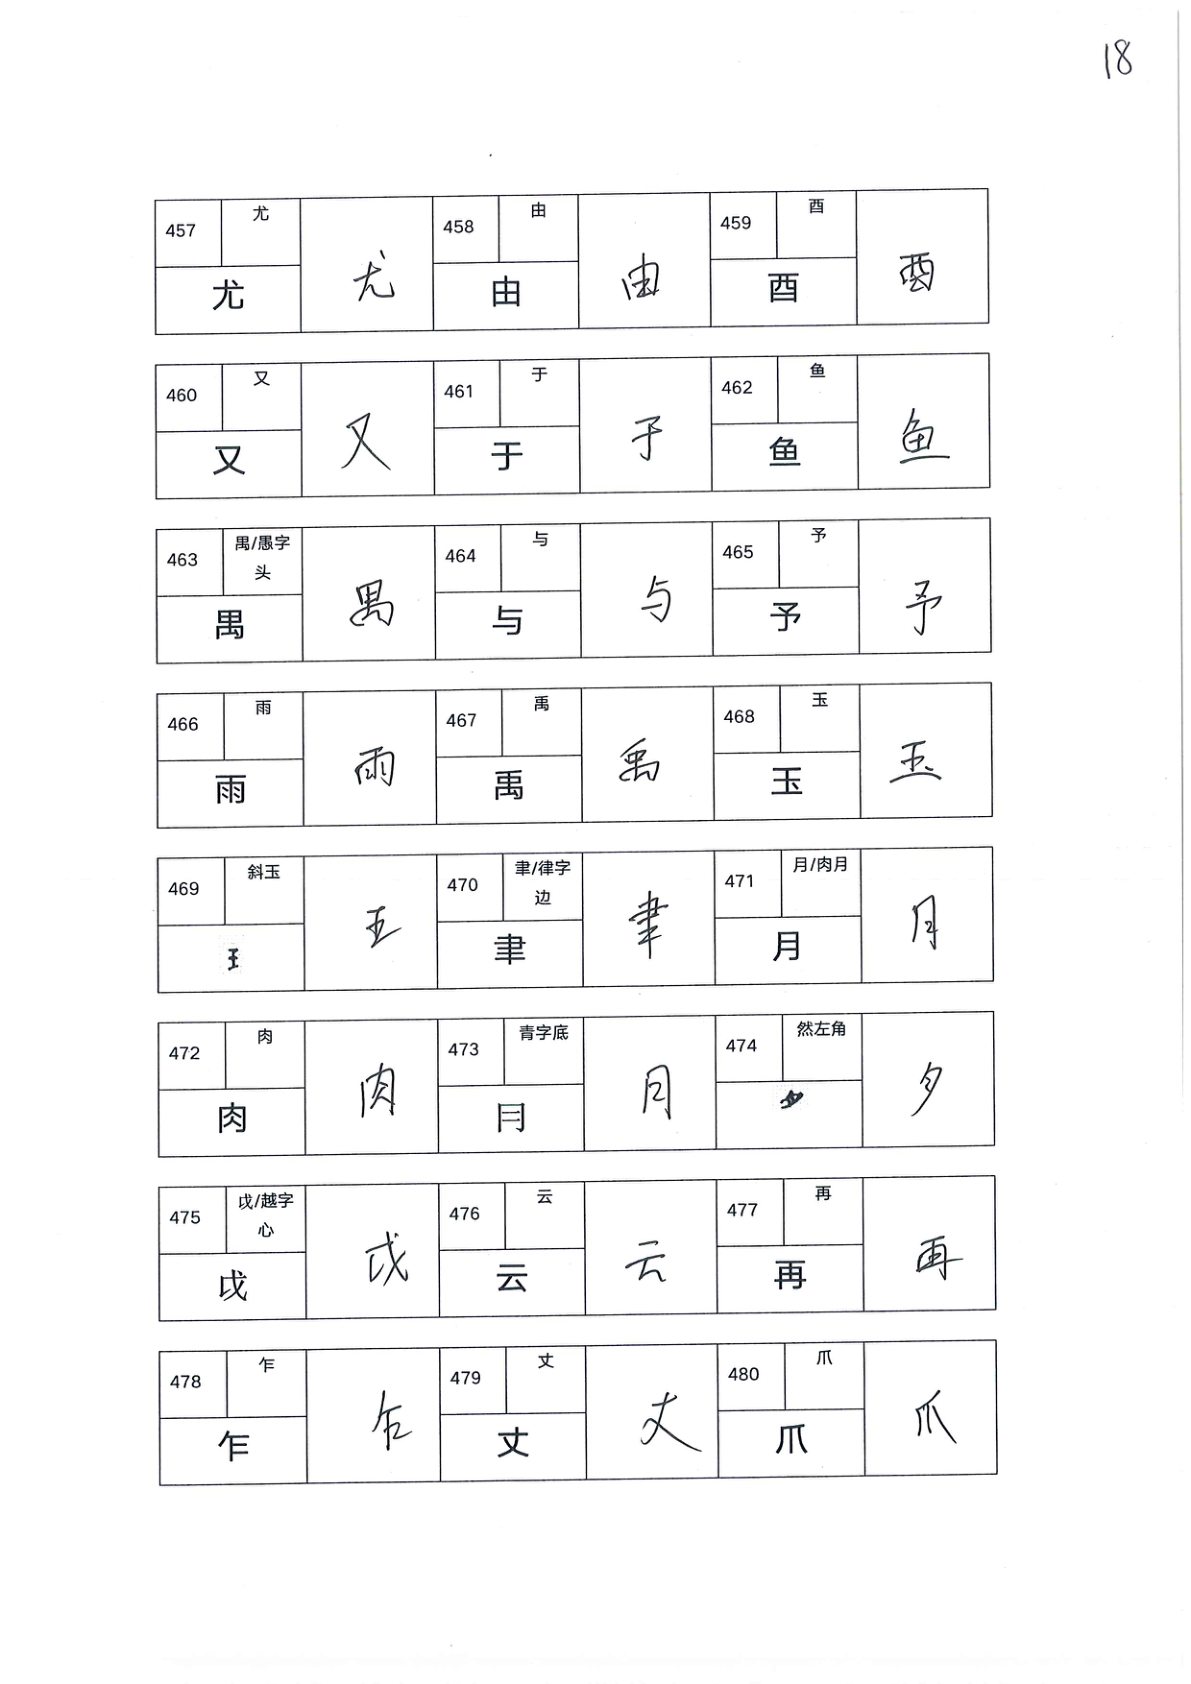 18
457 尤 尤 尤 458 由 由 由 459 酉 酉 酉
460 又 又 又 461 于 于 于 462 鱼 鱼 鱼
463 禺/愚字头 禺 禺 464 与 与 与 465 予 予 予
466 雨 雨 雨 467 禹 禹 禹 468 玉 玉 玉
469 斜玉 𤣩 王 470 聿/律字边 聿 聿 471 月/肉月 月 月
472 肉 肉 肉 473 青字底 ⺝ 月 474 然左角 夕
475 戉/越字心 戉 戉 476 云 云 云 477 再 再 再
478 乍 乍 乍 479 丈 丈 丈 480 爪 爪 爪